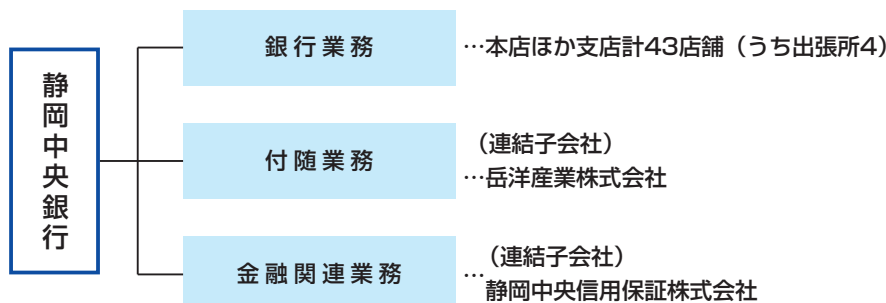 静岡中央銀行
銀行業務
…本店ほか支店計43店舗（うち出張所4）
付随業務
（連結子会社）
…岳洋産業株式会社
金融関連業務
（連結子会社）
…静岡中央信用保証株式会社